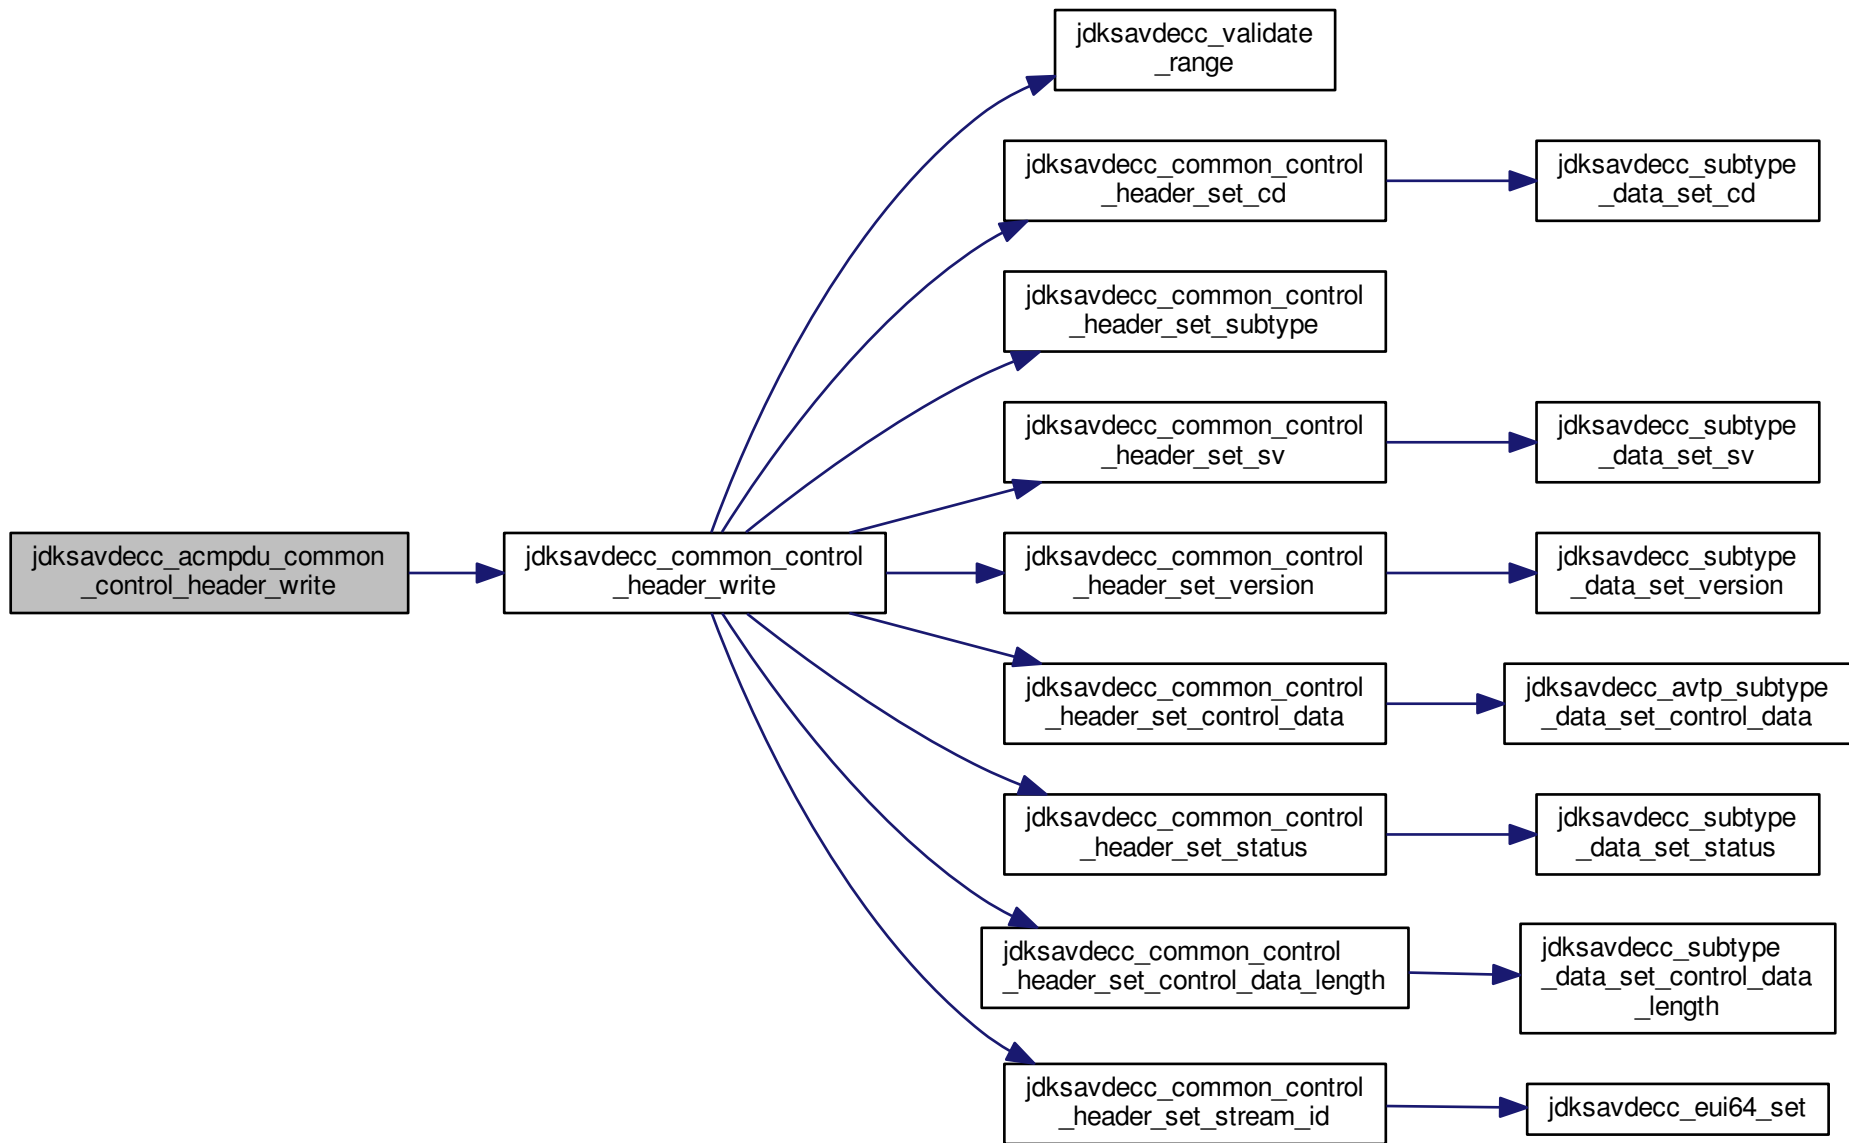 jdksavdecc_validate
_range
jdksavdecc_common_control
_header_set_cd
jdksavdecc_subtype
_data_set_cd
jdksavdecc_common_control
_header_set_subtype
jdksavdecc_common_control
_header_set_sv
jdksavdecc_subtype
_data_set_sv
jdksavdecc_acmpdu_common
_control_header_write
jdksavdecc_common_control
_header_write
jdksavdecc_common_control
_header_set_version
jdksavdecc_subtype
_data_set_version
jdksavdecc_common_control
_header_set_control_data
jdksavdecc_avtp_subtype
_data_set_control_data
jdksavdecc_common_control
_header_set_status
jdksavdecc_subtype
_data_set_status
jdksavdecc_common_control
_header_set_control_data_length
jdksavdecc_subtype
_data_set_control_data
_length
jdksavdecc_common_control
_header_set_stream_id
jdksavdecc_eui64_set